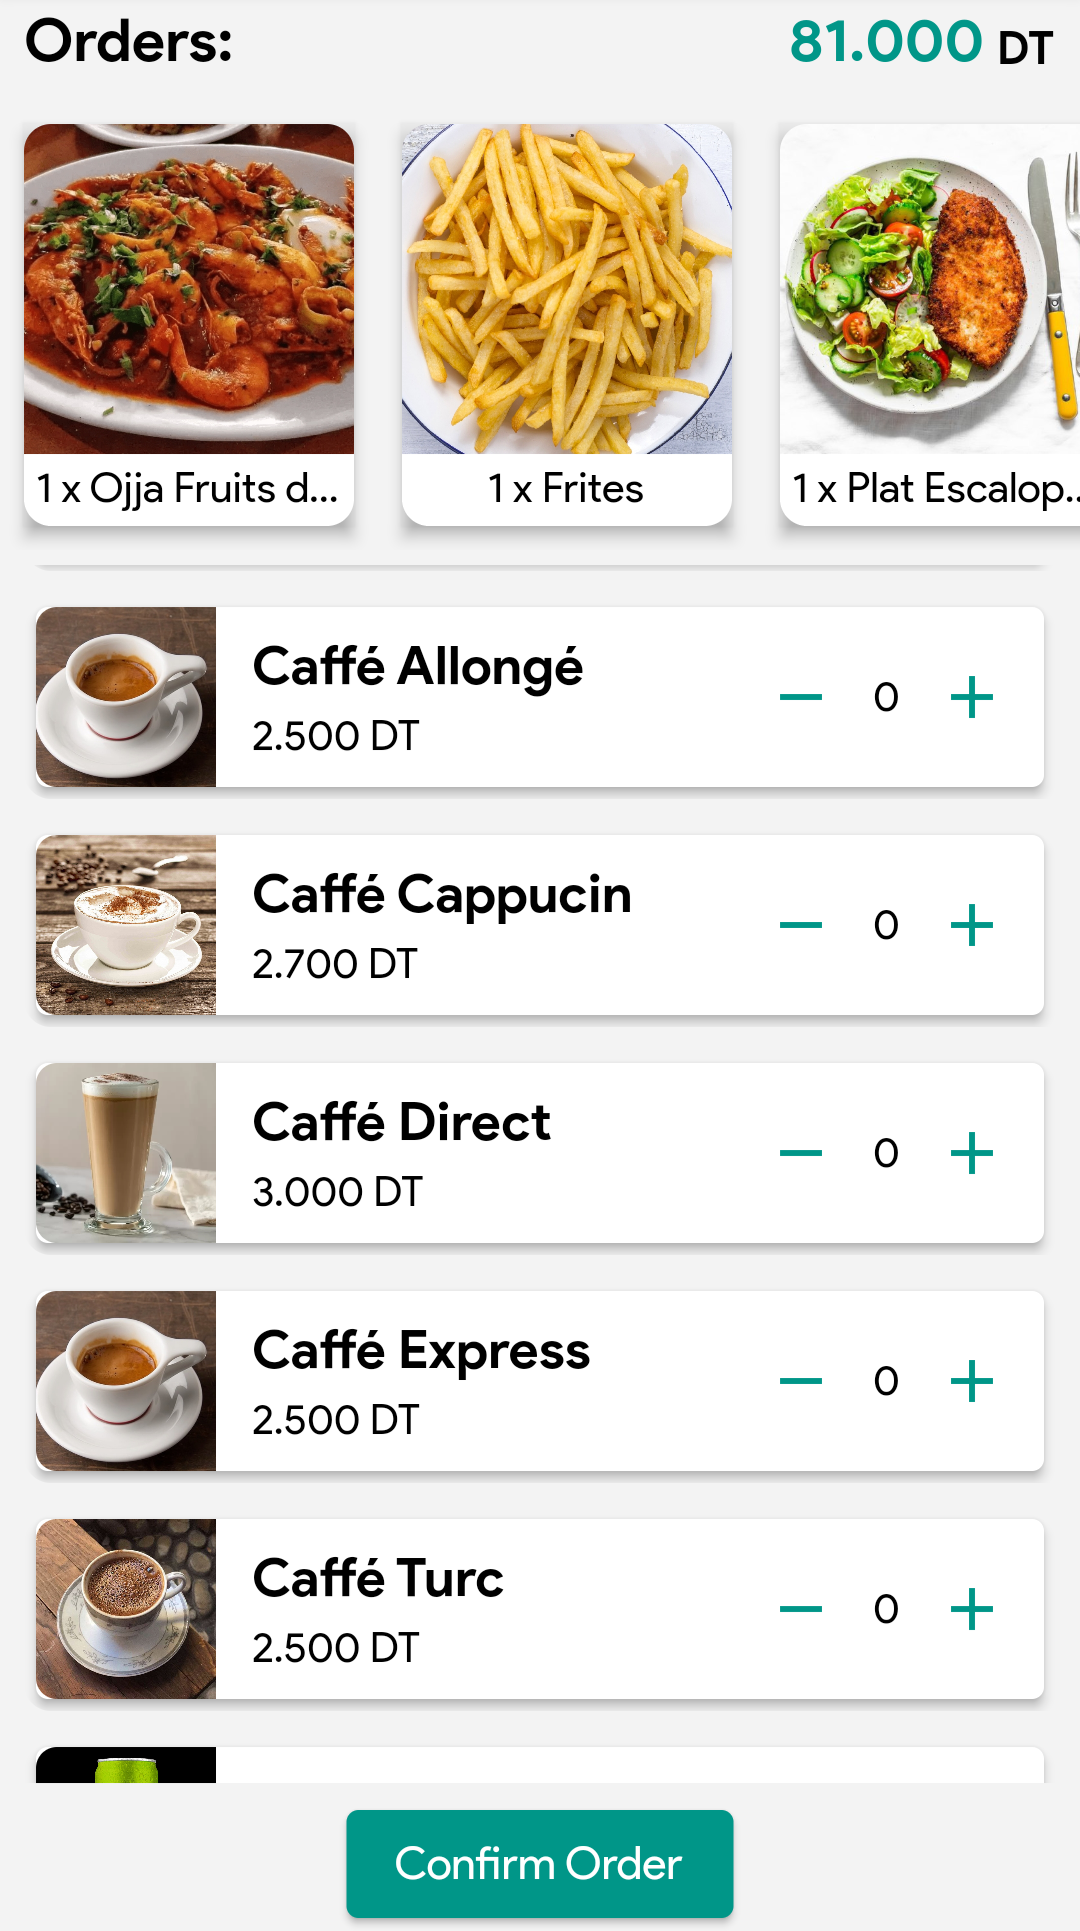 Orders:
81.000 DT
1 x Ojja Fruits d...
1 x Frites
1 x Plat Escalop..
Caffé Allongé
2.500 DT
0
Caffé Cappucin
2.700 DT
0
Caffé Direct
3.000 DT
0
Caffé Express
2.500 DT
0
Caffé Turc
2.500 DT
0
Confirm Order